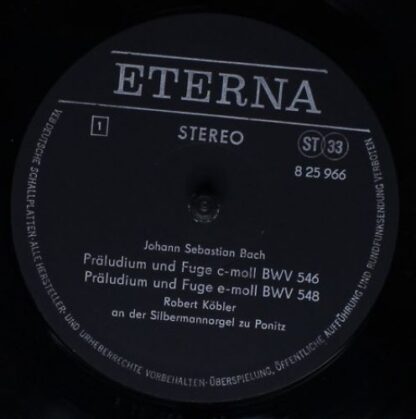 ETERNA
1
STEREO
ST 33
8 25 966
Johann Sebastian Bach
Präludium und Fuge c-moll BWV 546
Präludium und Fuge e-moll BWV 548
Robert Köbler
an der Silbermannorgel zu Ponitz
VEB DEUTSCHE SCHALLPLATTEN · ALLE HERSTELLER- UND URHEBERRECHTE VORBEHALTEN · ÜBERSPIELUNG, ÖFFENTLICHE AUFFÜHRUNG UND RUNDFUNKSENDUNG VERBOTEN